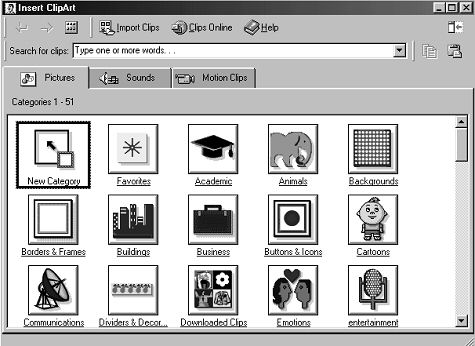 Insert ClipArt
Import Clips Clips Online Help
Search for clips: Type one or more words. . .
Pictures Sounds Motion Clips
Categories 1 - 51
New Category Favorites Academic Animals Backgrounds
Borders & Frames Buildings Business Buttons & Icons Cartoons
Communications Dividers & Decor... Downloaded Clips Emotions entertainment